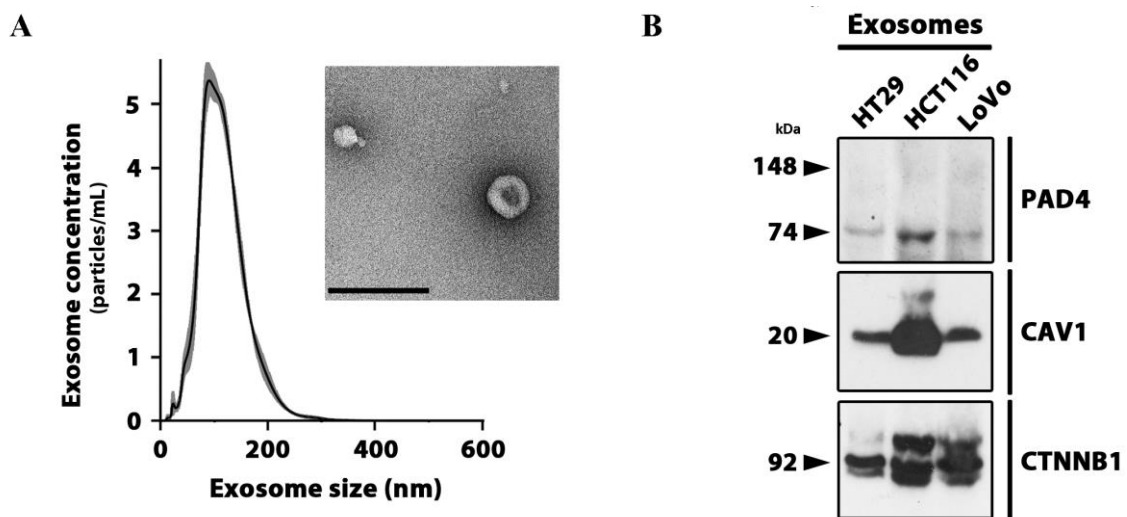 A
Exosome concentration
(particles/mL)
5
4
3
2
1
0
0
200
400
600
Exosome size (nm)
B
Exosomes
HT29
HCT116
LoVo
kDa
148
74
PAD4
20
CAV1
92
CTNNB1